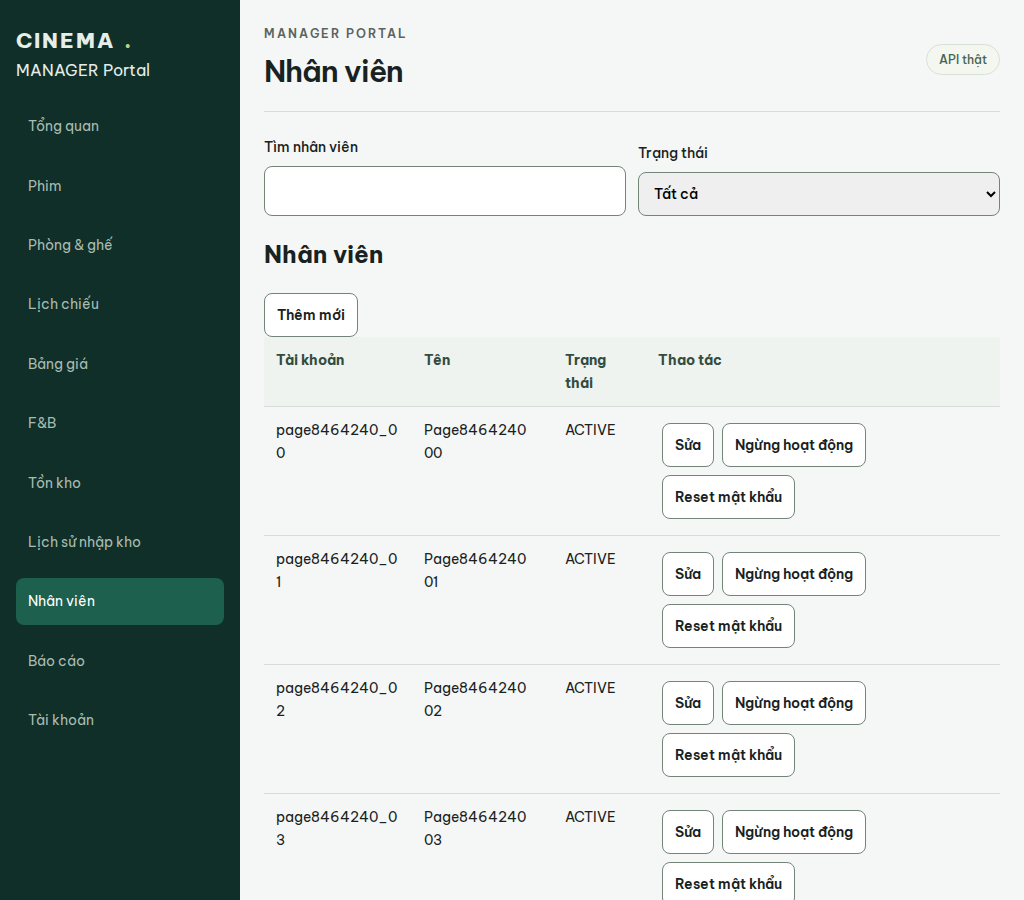 CINEMA .
MANAGER Portal
Tổng quan
Phim
Phòng & ghế
Lịch chiếu
Bảng giá
F&B
Tồn kho
Lịch sử nhập kho
Nhân viên
Báo cáo
Tài khoản
MANAGER PORTAL
Nhân viên
API thật
Tìm nhân viên
Trạng thái
Tất cả
Nhân viên
Thêm mới
Tài khoản Tên Trạng thái Thao tác
page8464240_0
0
Page8464240
00
ACTIVE
Sửa
Ngừng hoạt động
Reset mật khẩu
page8464240_0
1
Page8464240
01
ACTIVE
Sửa
Ngừng hoạt động
Reset mật khẩu
page8464240_0
2
Page8464240
02
ACTIVE
Sửa
Ngừng hoạt động
Reset mật khẩu
page8464240_0
3
Page8464240
03
ACTIVE
Sửa
Ngừng hoạt động
Reset mật khẩu